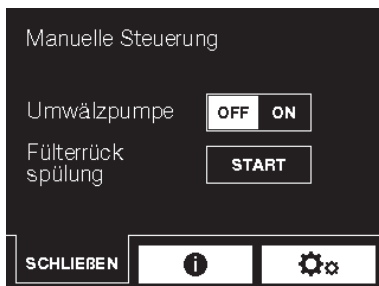 Manuelle Steuerung
Umwälzpumpe OFF ON
Fülterrück
spülung START
SCHLIEßEN i